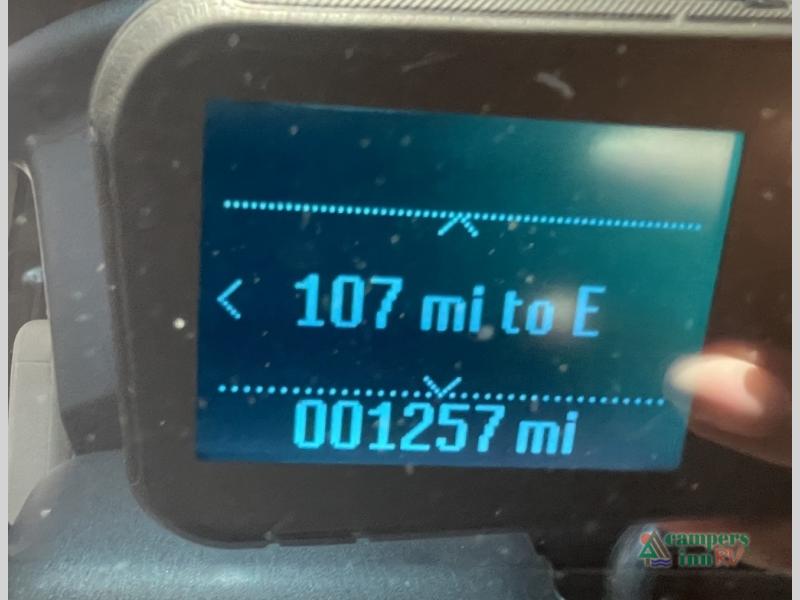 107 mi to E
001257 mi
campers
inn RV